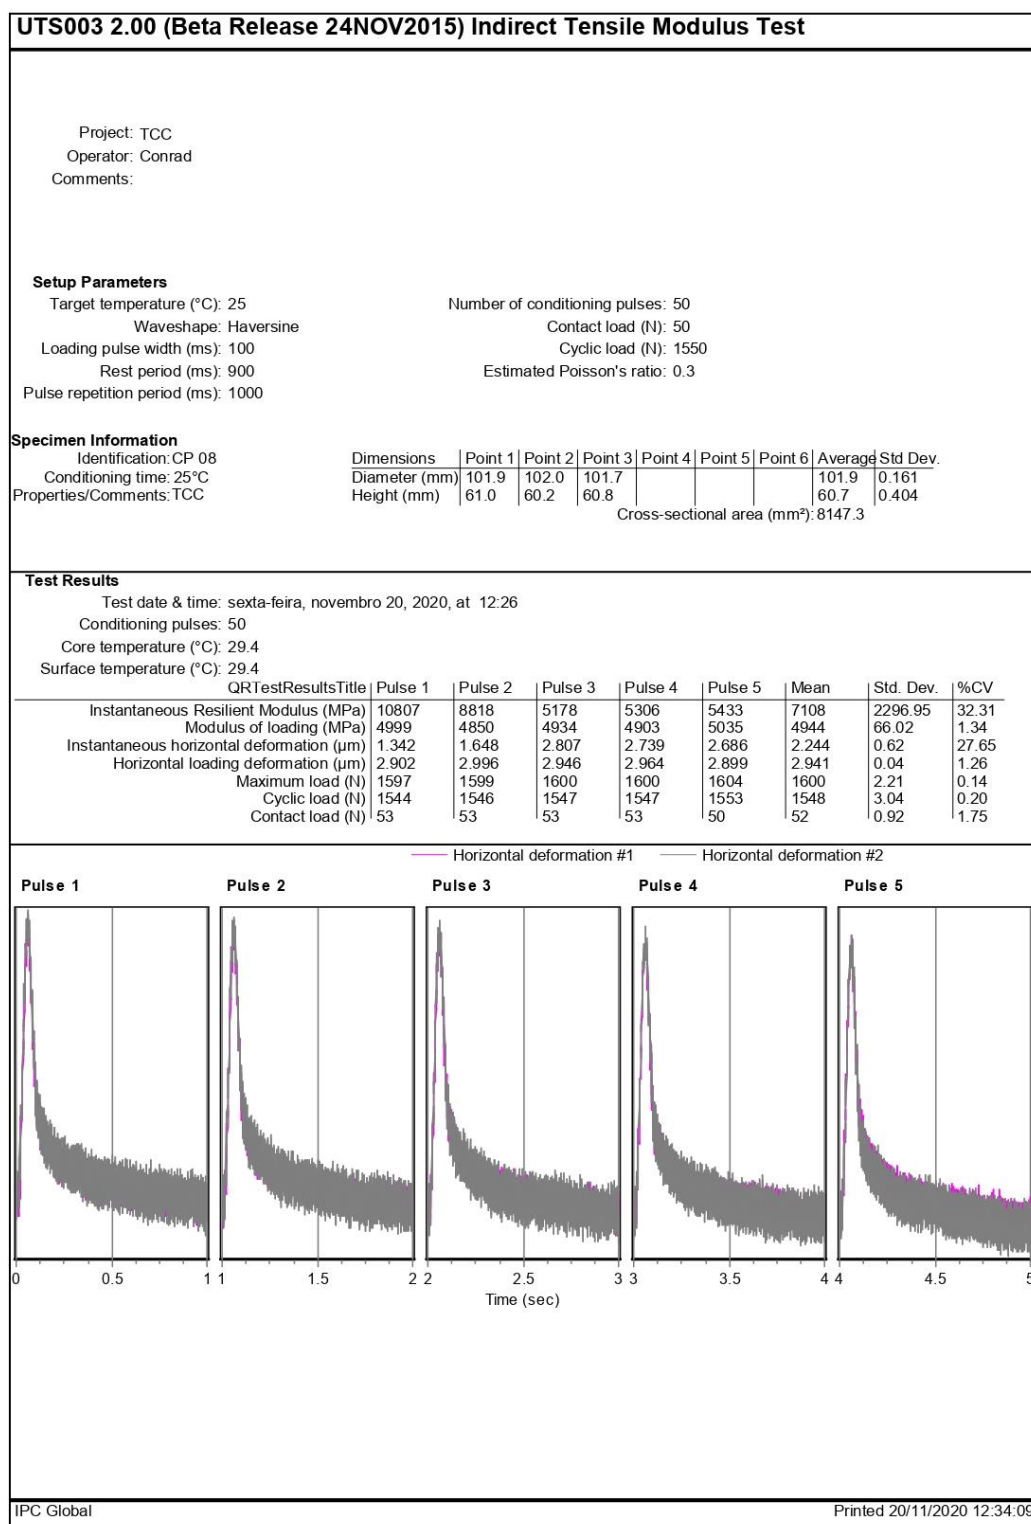 UTS003 2.00 (Beta Release 24NOV2015) Indirect Tensile Modulus Test
Project: TCC
Operator: Conrad
Comments:
Setup Parameters
Target temperature (°C): 25 Number of conditioning pulses: 50
Waveshape: Haversine Contact load (N): 50
Loading pulse width (ms): 100 Cyclic load (N): 1550
Rest period (ms): 900 Estimated Poisson's ratio: 0.3
Pulse repetition period (ms): 1000
Specimen Information
Identification: CP 08 Dimensions Point 1 Point 2 Point 3 Point 4 Point 5 Point 6 Average Std Dev.
Conditioning time: 25°C Diameter (mm) 101.9 102.0 101.7 101.9 0.161
Properties/Comments: TCC Height (mm) 61.0 60.2 60.8 60.7 0.404
Cross-sectional area (mm²): 8147.3
Test Results
Test date & time: sexta-feira, novembro 20, 2020, at 12:26
Conditioning pulses: 50
Core temperature (°C): 29.4
Surface temperature (°C): 29.4
QRTestResultsTitle Pulse 1 Pulse 2 Pulse 3 Pulse 4 Pulse 5 Mean Std. Dev. %CV
Instantaneous Resilient Modulus (MPa) 10807 8818 5178 5306 5433 7108 2296.95 32.31
Modulus of loading (MPa) 4999 4850 4934 4903 5035 4944 66.02 1.34
Instantaneous horizontal deformation (µm) 1.342 1.648 2.807 2.739 2.686 2.244 0.62 27.65
Horizontal loading deformation (µm) 2.902 2.996 2.946 2.964 2.899 2.941 0.04 1.26
Maximum load (N) 1597 1599 1600 1600 1604 1600 2.21 0.14
Cyclic load (N) 1544 1546 1547 1547 1553 1548 3.04 0.20
Contact load (N) 53 53 53 53 50 52 0.92 1.75
Horizontal deformation #1 Horizontal deformation #2
Pulse 1 Pulse 2 Pulse 3 Pulse 4 Pulse 5
0 0.5 1 1 1.5 2 2 2.5 3 3 3.5 4 4 4.5 5
Time (sec)
IPC Global Printed 20/11/2020 12:34:09